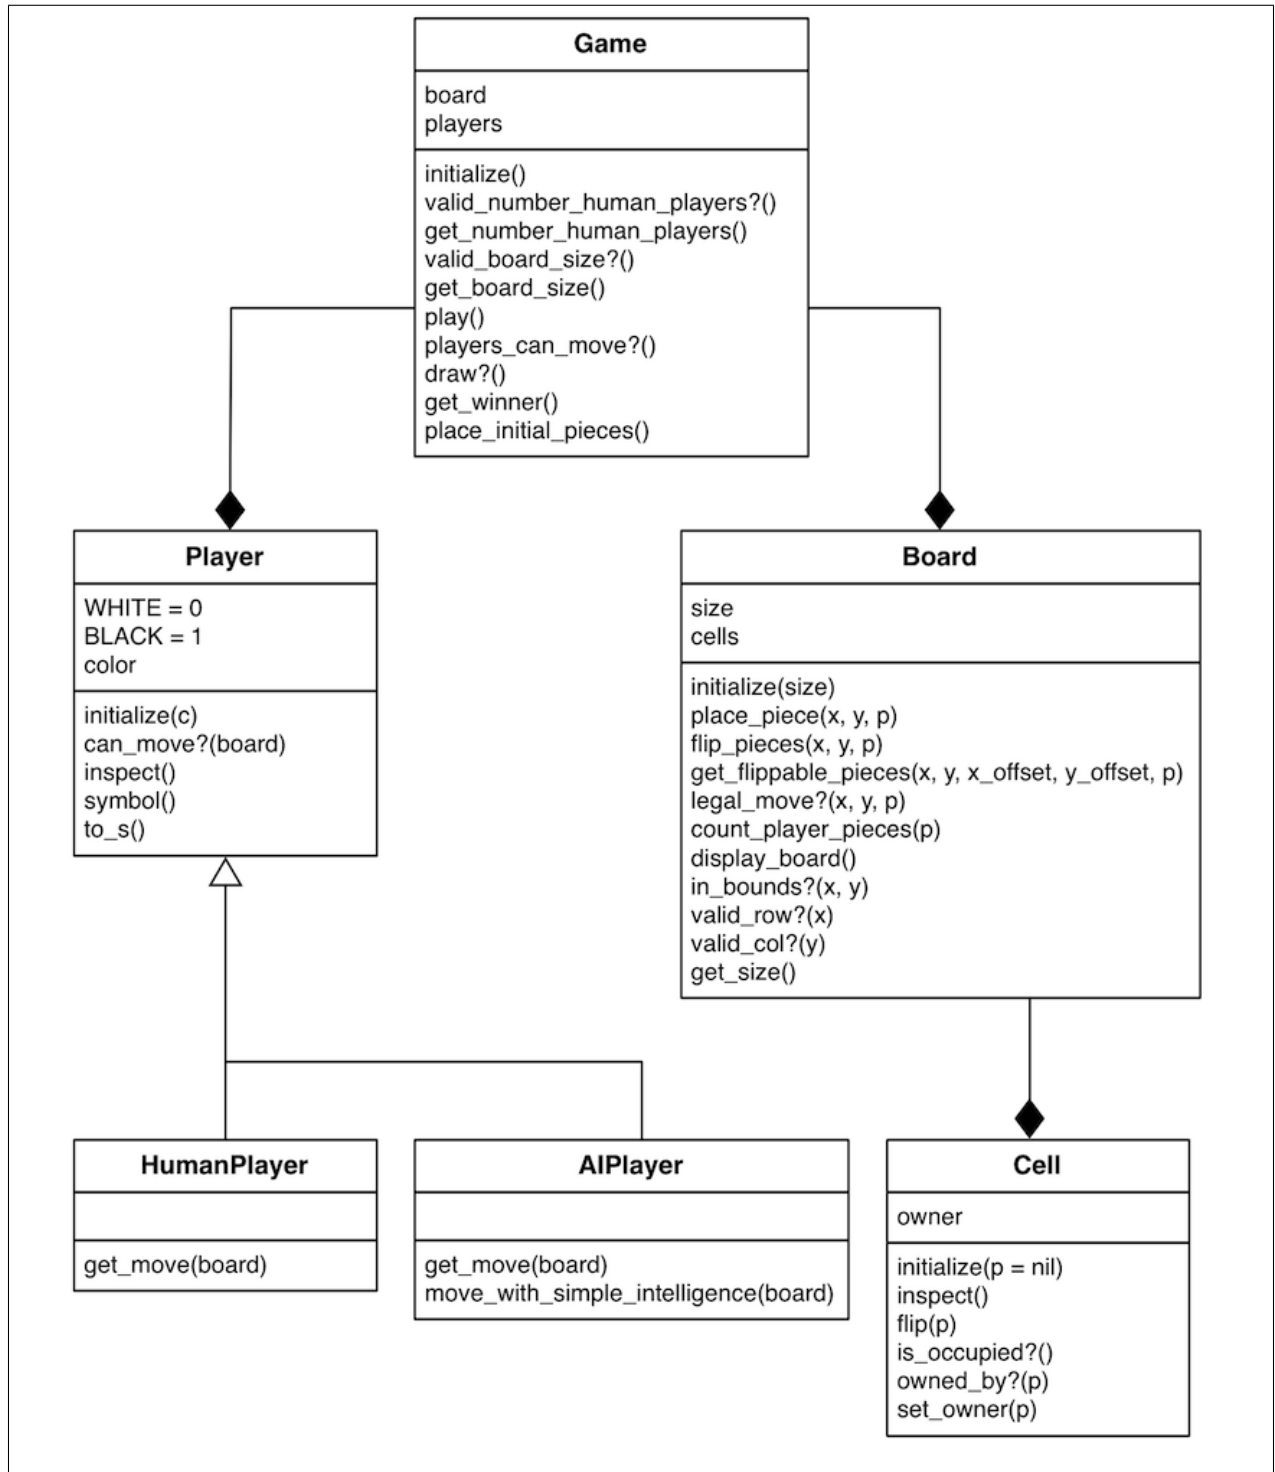 Game
board
players
initialize()
valid_number_human_players?()
get_number_human_players()
valid_board_size?()
get_board_size()
play()
players_can_move?()
draw?()
get_winner()
place_initial_pieces()
Player
WHITE = 0
BLACK = 1
color
initialize(c)
can_move?(board)
inspect()
symbol()
to_s()
Board
size
cells
initialize(size)
place_piece(x, y, p)
flip_pieces(x, y, p)
get_flippable_pieces(x, y, x_offset, y_offset, p)
legal_move?(x, y, p)
count_player_pieces(p)
display_board()
in_bounds?(x, y)
valid_row?(x)
valid_col?(y)
get_size()
HumanPlayer
get_move(board)
AIPlayer
get_move(board)
move_with_simple_intelligence(board)
Cell
owner
initialize(p = nil)
inspect()
flip(p)
is_occupied?()
owned_by?(p)
set_owner(p)